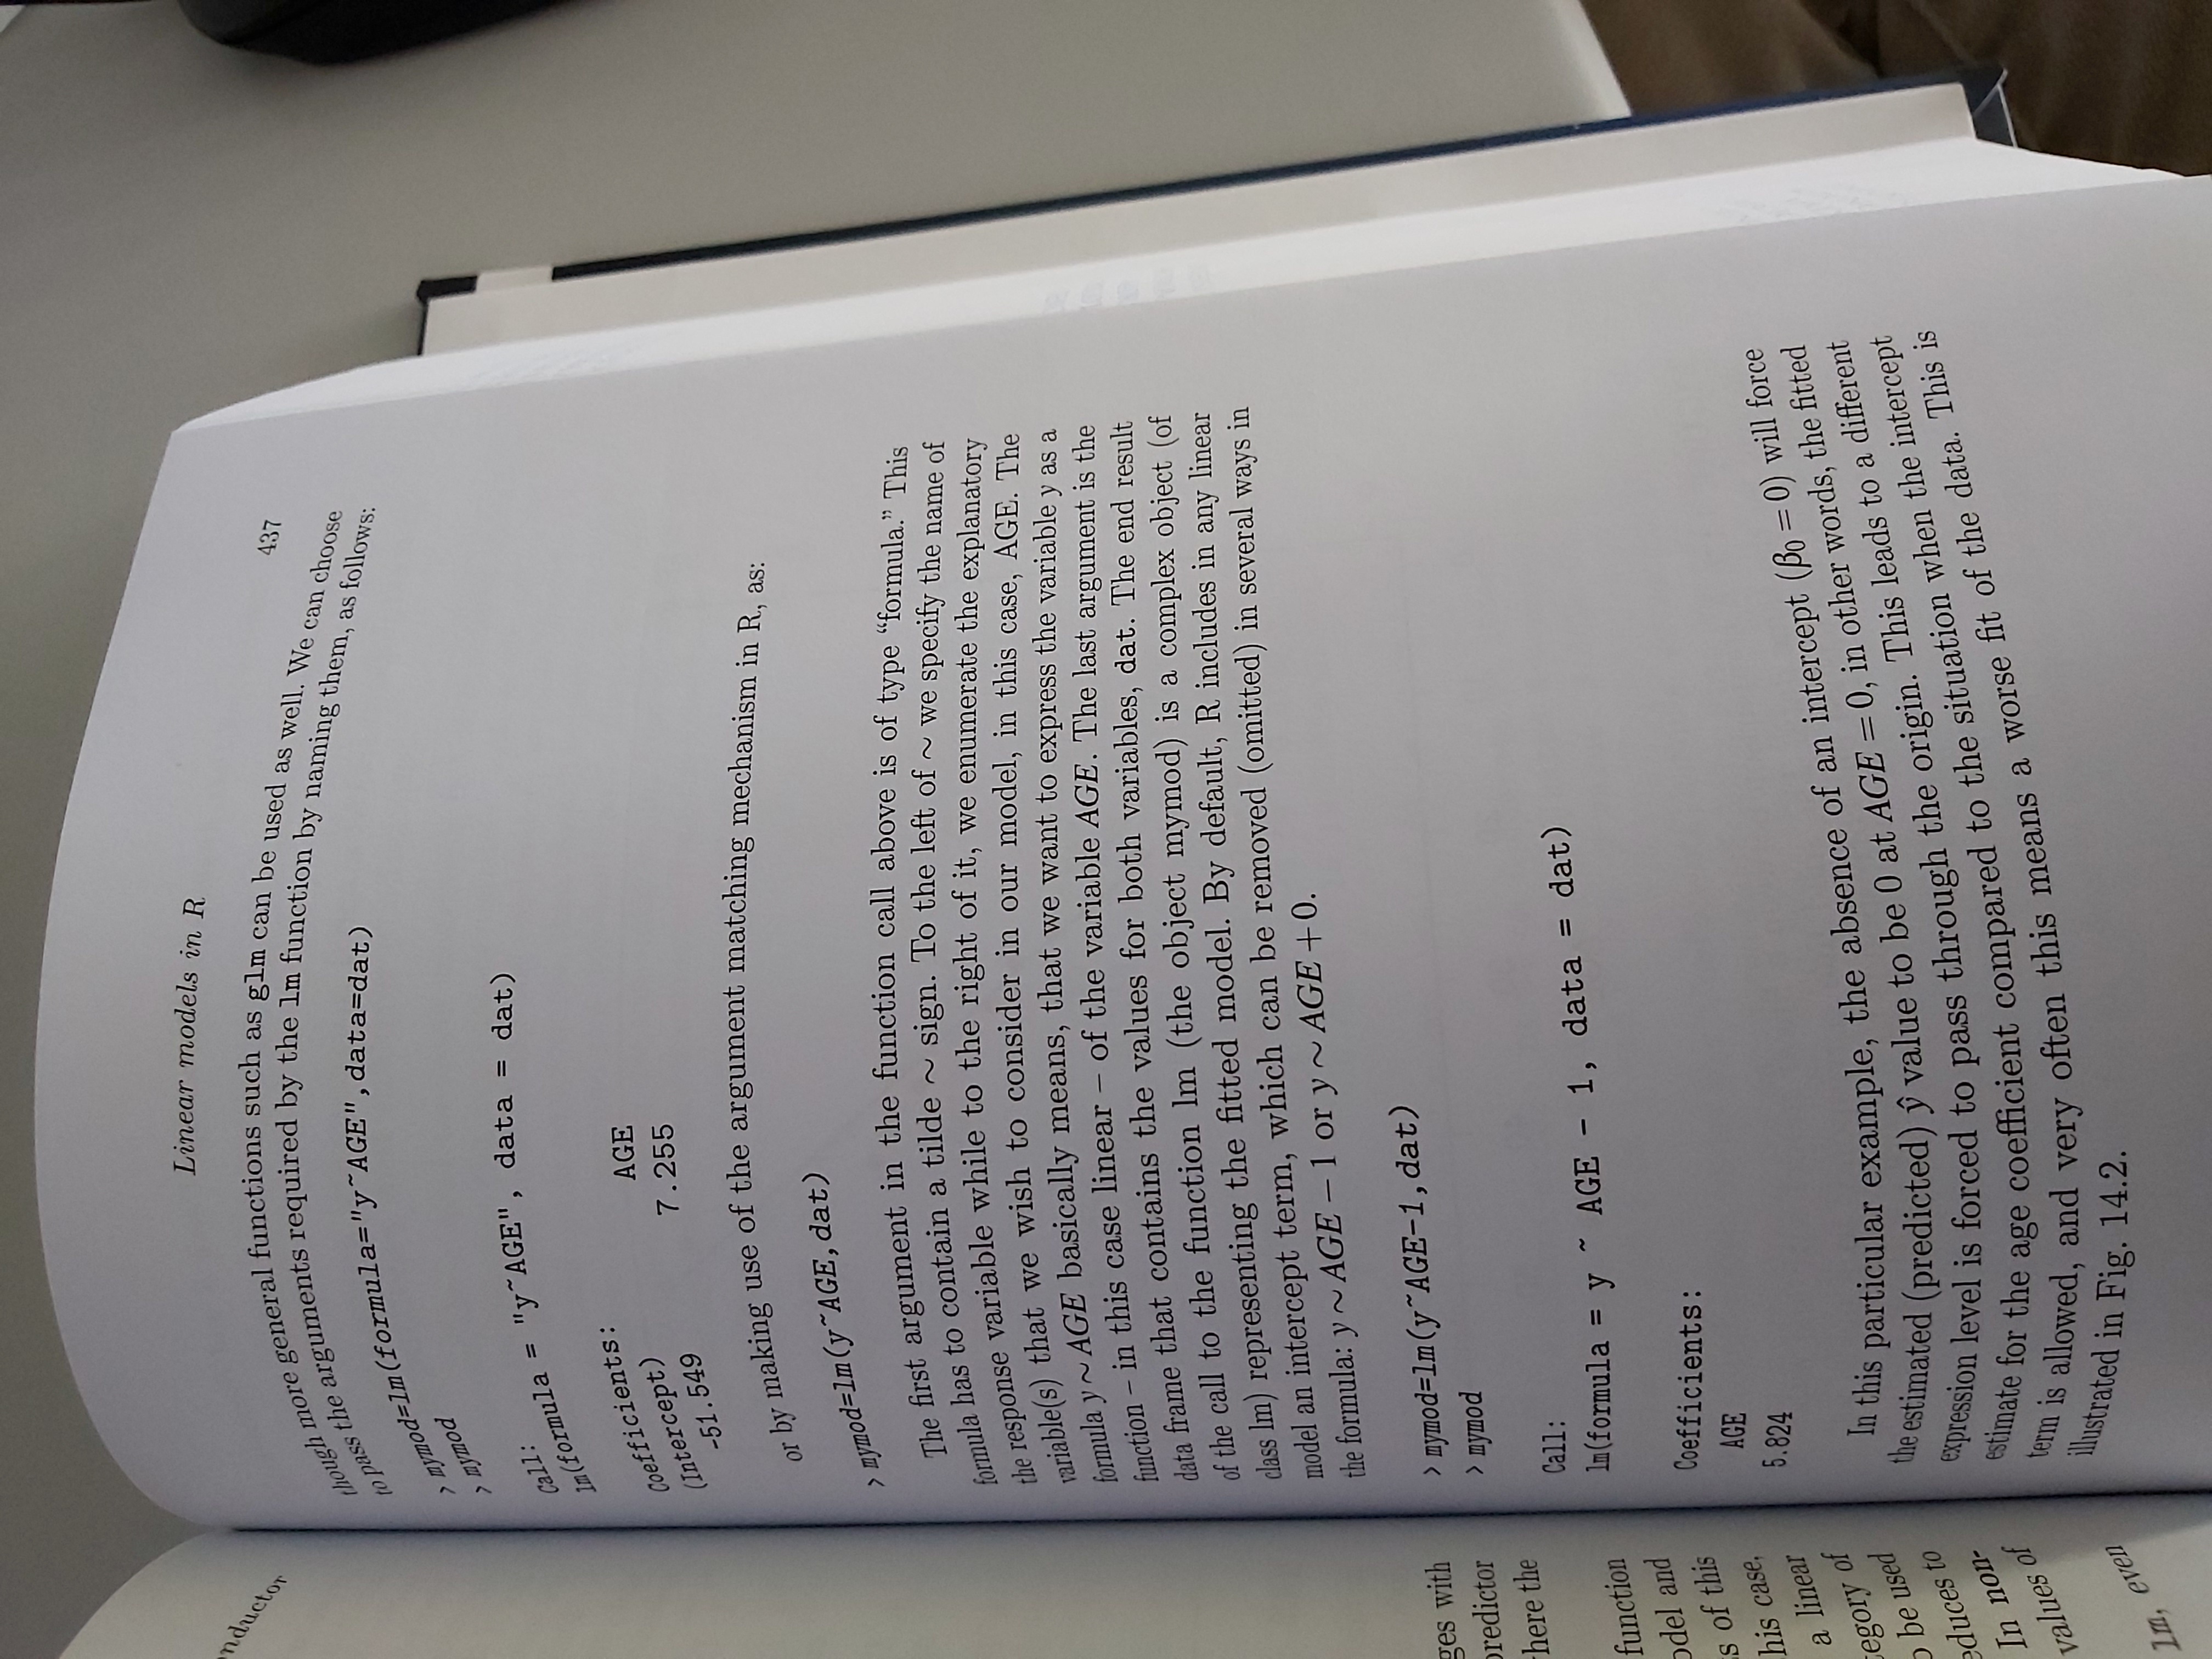 nductor
ges with
predictor
here the
function
odel and
s of this
his case,
a linear
tegory of
o be used
educes to
In non-
values of
lm, even
Linear models in R
437
though more general functions such as glm can be used as well. We can choose
to pass the arguments required by the lm function by naming them, as follows:
> mymod=lm(formula="y~AGE",data=dat)
> mymod
Call:
lm(formula = "y~AGE", data = dat)
Coefficients:
(Intercept) AGE
-51.549 7.255
or by making use of the argument matching mechanism in R, as:
> mymod=lm(y~AGE,dat)
The first argument in the function call above is of type “formula.” This
formula has to contain a tilde ∼ sign. To the left of ∼ we specify the name of
the response variable while to the right of it, we enumerate the explanatory
variable(s) that we wish to consider in our model, in this case, AGE. The
formula y ∼ AGE basically means, that we want to express the variable y as a
function – in this case linear – of the variable AGE. The last argument is the
data frame that contains the values for both variables, dat. The end result
of the call to the function lm (the object mymod) is a complex object (of
class lm) representing the fitted model. By default, R includes in any linear
model an intercept term, which can be removed (omitted) in several ways in
the formula: y ∼ AGE − 1 or y ∼ AGE + 0.
> mymod=lm(y~AGE-1,dat)
> mymod
Call:
lm(formula = y ~ AGE - 1, data = dat)
Coefficients:
AGE
5.824
In this particular example, the absence of an intercept (β₀ = 0) will force
the estimated (predicted) ŷ value to be 0 at AGE = 0, in other words, the fitted
expression level is forced to pass through the origin. This leads to a different
estimate for the age coefficient compared to the situation when the intercept
term is allowed, and very often this means a worse fit of the data. This is
illustrated in Fig. 14.2.